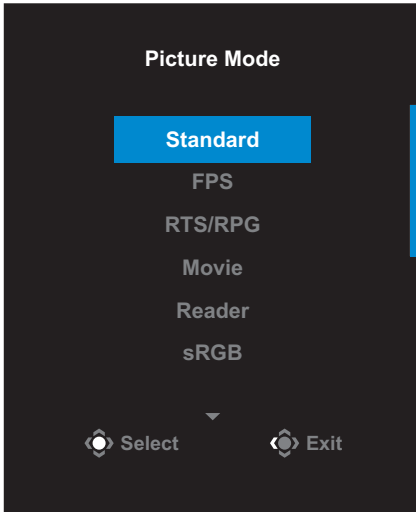 Picture Mode
Standard
FPS
RTS/RPG
Movie
Reader
sRGB
Select Exit